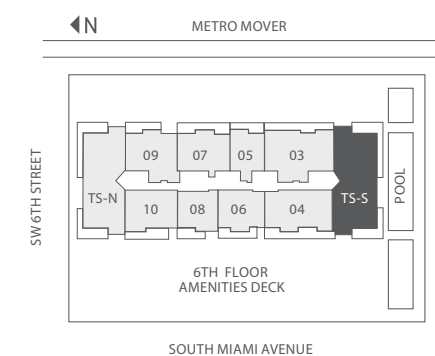 N
METRO MOVER
SW 6TH STREET
09 07 05 03
TS-N
TS-S
POOL
10 08 06 04
6TH FLOOR
AMENITIES DECK
SOUTH MIAMI AVENUE